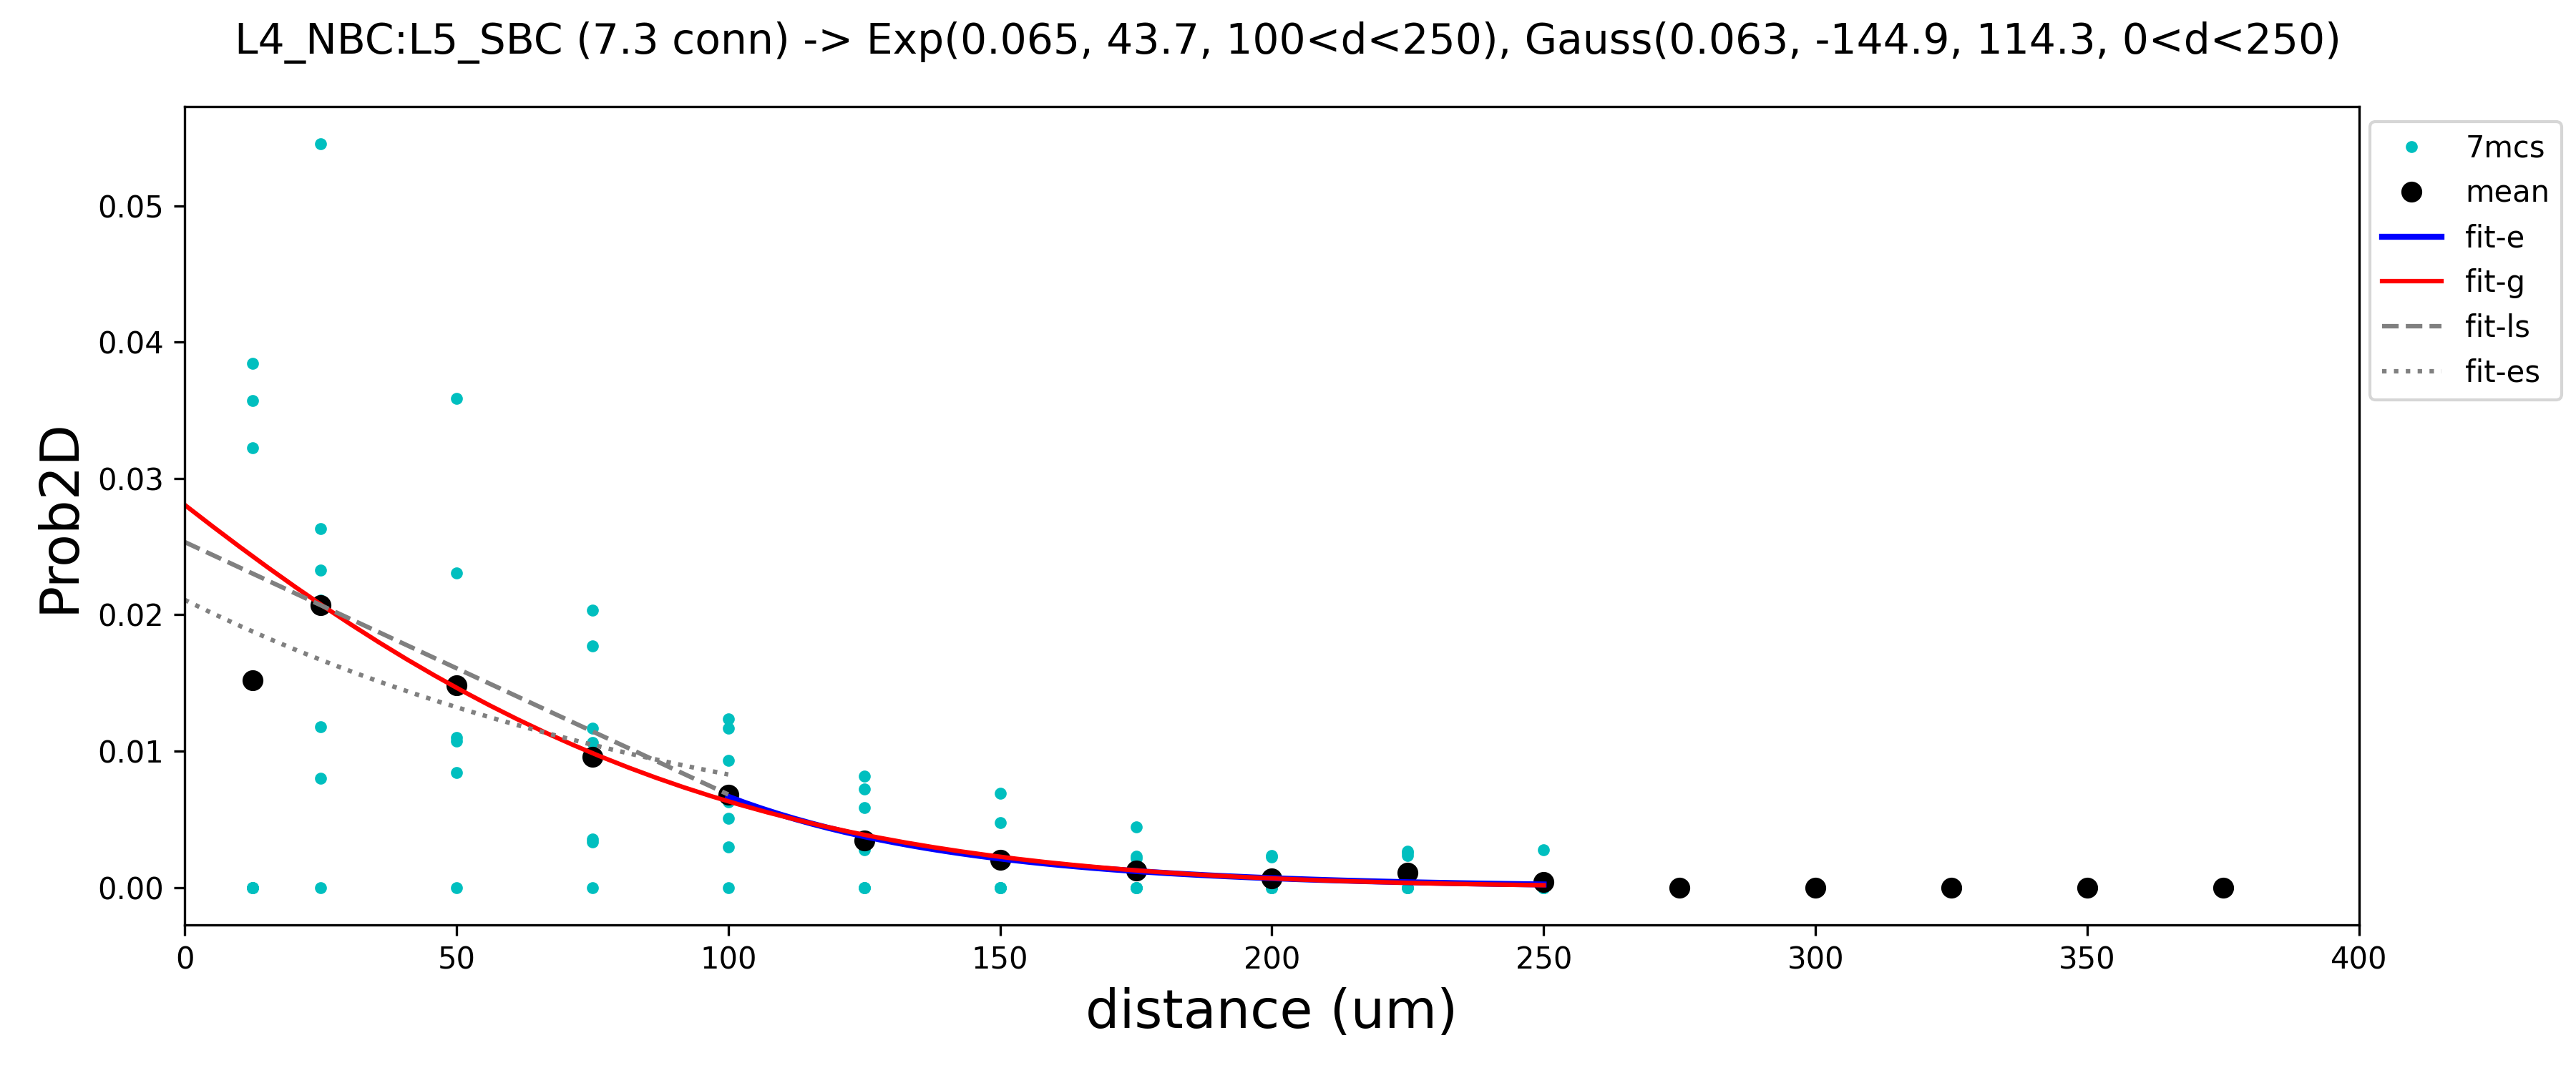 L4_NBC:L5_SBC (7.3 conn) -> Exp(0.065, 43.7, 100<d<250), Gauss(0.063, -144.9, 114.3, 0<d<250)
7mcs
mean
fit-e
fit-g
fit-ls
fit-es
Prob2D
0.05
0.04
0.03
0.02
0.01
0.00
0 50 100 150 200 250 300 350 400
distance (um)